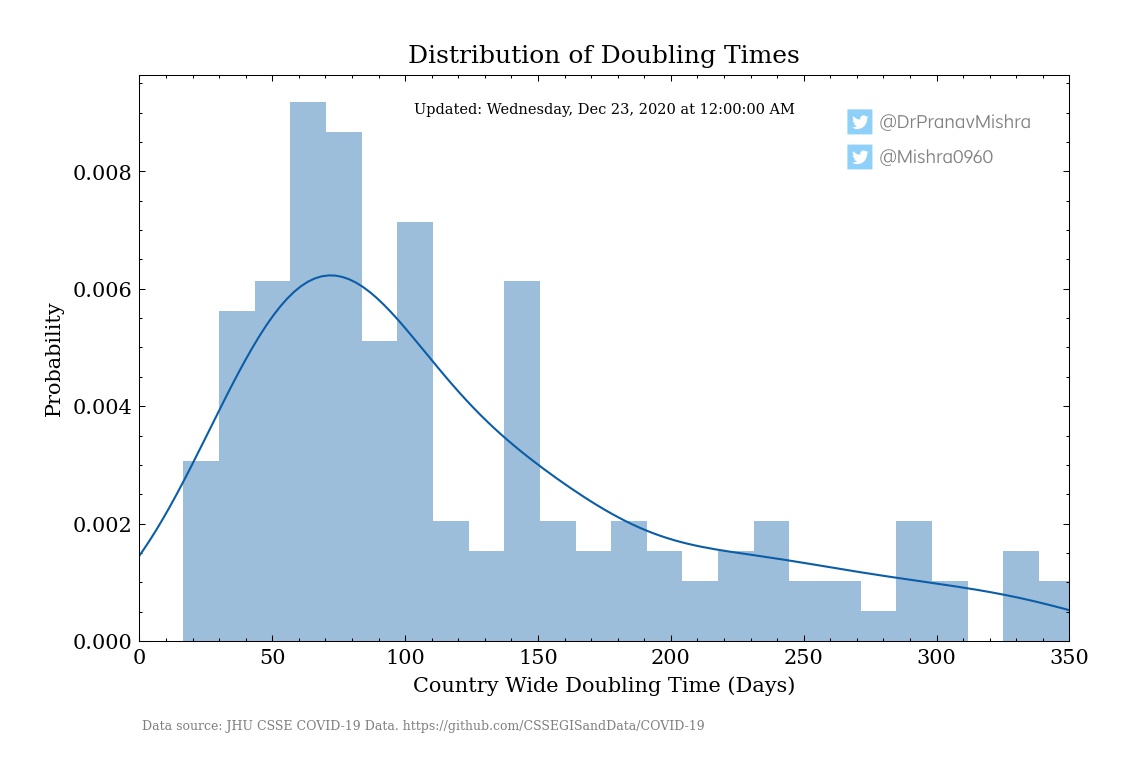 Distribution of Doubling Times
Updated: Wednesday, Dec 23, 2020 at 12:00:00 AM
@DrPranavMishra
@Mishra0960
Probability
0.008
0.006
0.004
0.002
0.000
0 50 100 150 200 250 300 350
Country Wide Doubling Time (Days)
Data source: JHU CSSE COVID-19 Data. https://github.com/CSSEGISandData/COVID-19